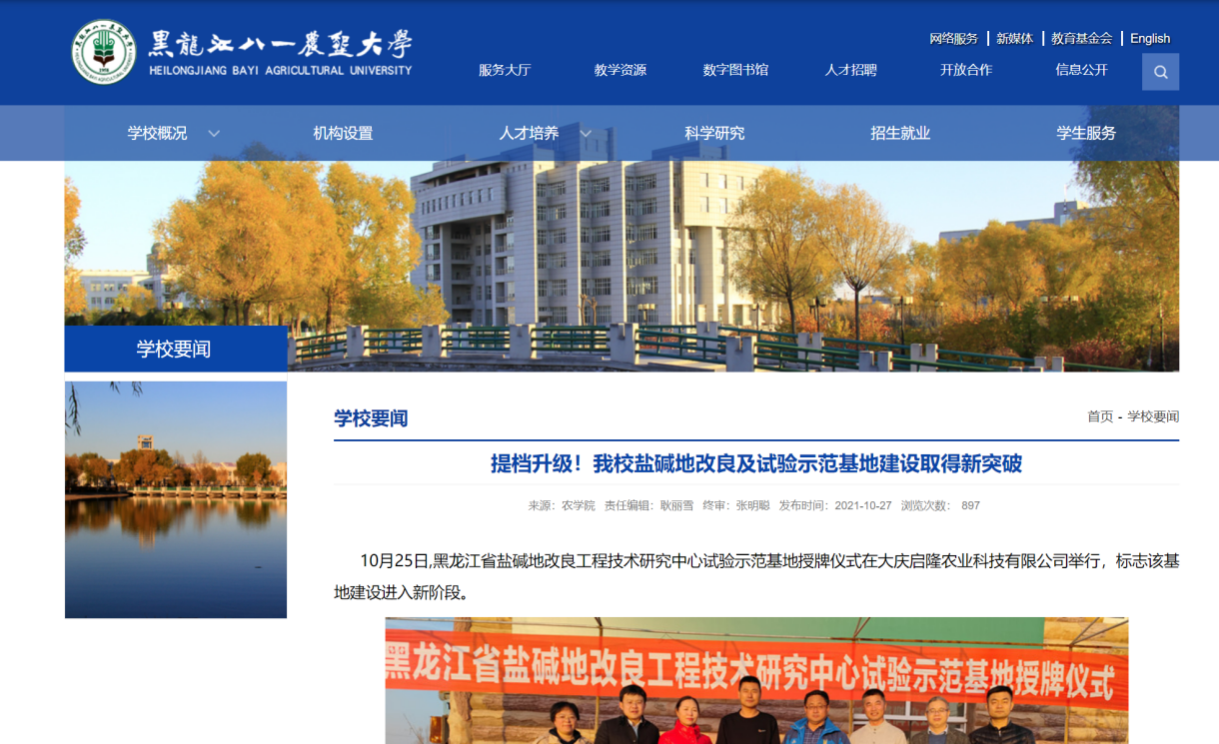 黑龍江八一農墾大學
HEILONGJIANG BAYI AGRICULTURAL UNIVERSITY
网络服务 | 新媒体 | 教育基金会 | English
服务大厅 教学资源 数字图书馆 人才招聘 开放合作 信息公开
学校概况 机构设置 人才培养 科学研究 招生就业 学生服务
学校要闻
学校要闻 首页 - 学校要闻
提档升级！我校盐碱地改良及试验示范基地建设取得新突破
来源：农学院 责任编辑：耿丽雪 终审：张明聪 发布时间：2021-10-27 浏览次数： 897
10月25日,黑龙江省盐碱地改良工程技术研究中心试验示范基地授牌仪式在大庆启隆农业科技有限公司举行，标志该基
地建设进入新阶段。
黑龙江省盐碱地改良工程技术研究中心试验示范基地授牌仪式